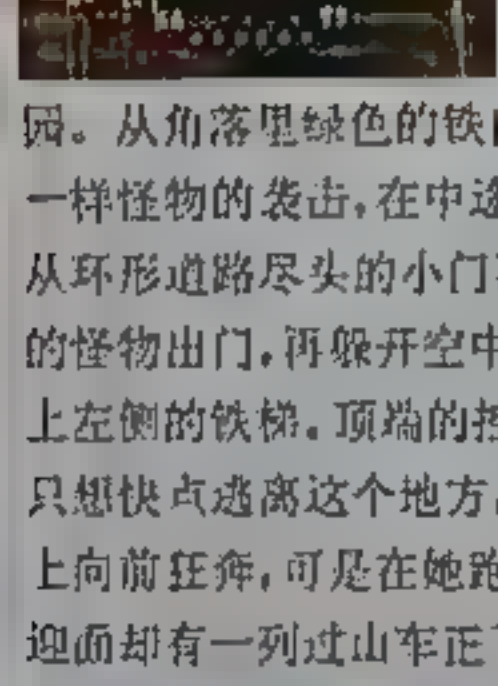 园。从角落里绿色的铁
一样怪物的袭击，在中途
从环形道路尽头的小门
的怪物出门。再躲开空中
上左侧的铁梯。顶端的控
只想快点逃离这个地方
上向前狂奔，可是在她跑
迎面却有一列过山车正